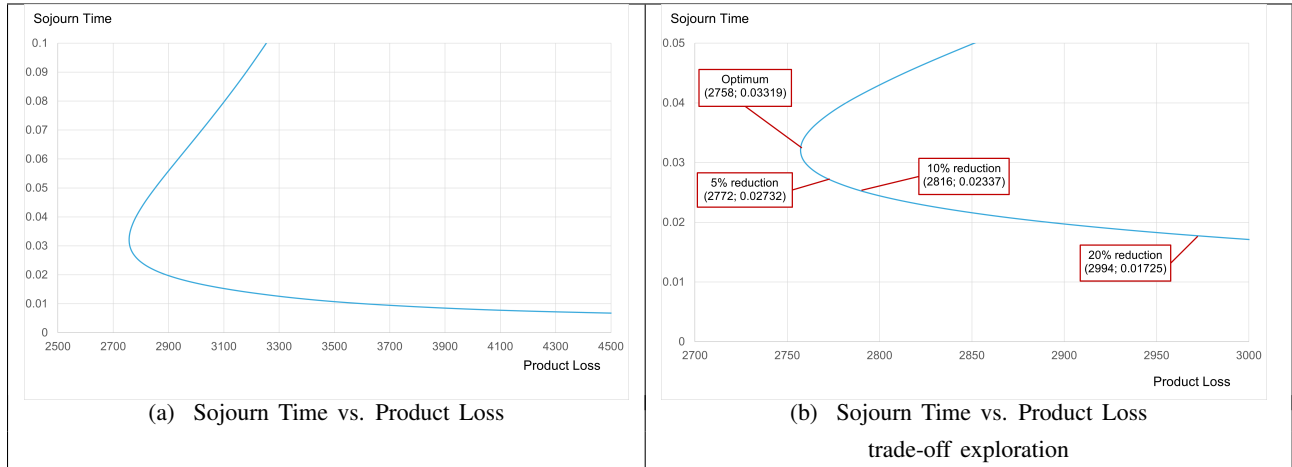 Sojourn Time
0.1
0.09
0.08
0.07
0.06
0.05
0.04
0.03
0.02
0.01
0
2500 2700 2900 3100 3300 3500 3700 3900 4100 4300 4500
Product Loss
(a) Sojourn Time vs. Product Loss
Sojourn Time
0.05
0.04
0.03
0.02
0.01
0
Optimum
(2758; 0.03319)
5% reduction
(2772; 0.02732)
10% reduction
(2816; 0.02337)
20% reduction
(2994; 0.01725)
2700 2750 2800 2850 2900 2950 3000
Product Loss
(b) Sojourn Time vs. Product Loss
trade-off exploration